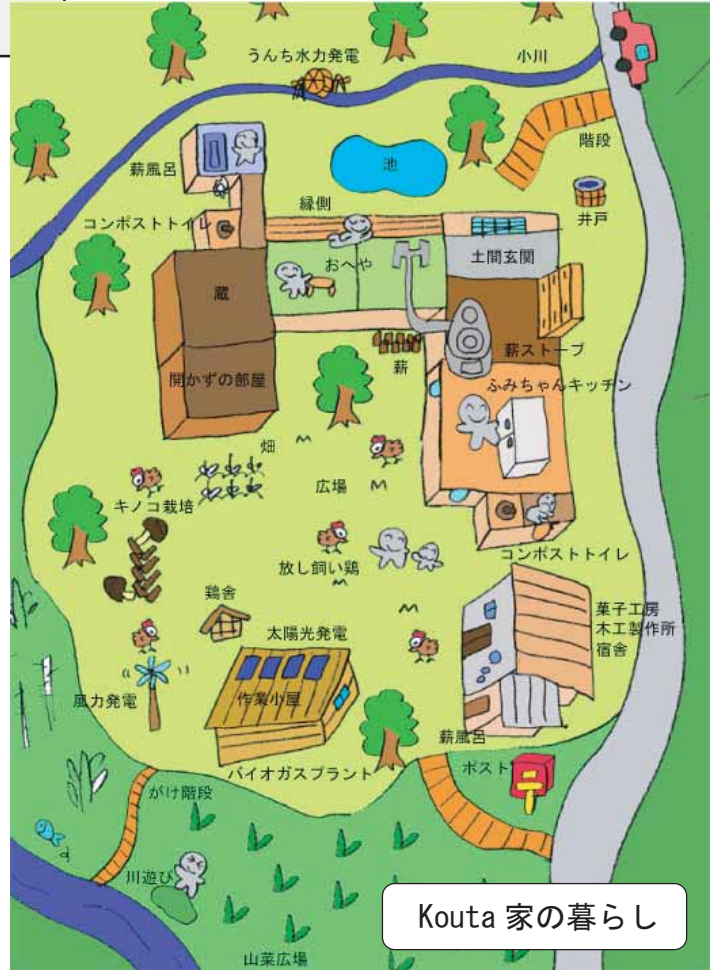 うんち水力発電
小川
階段
薪風呂
池
井戸
縁側
コンポストトイレ
土間玄関
おへや
蔵
薪ストーブ
薪
開かずの部屋
ふみちゃんキッチン
畑
広場
キノコ栽培
コンポストトイレ
放し飼い鶏
鶏舎
菓子工房
木工製作所
宿舎
太陽光発電
作業小屋
風力発電
薪風呂
バイオガスプラント
ポスト
がけ階段
川遊び
Kouta 家の暮らし
山菜広場